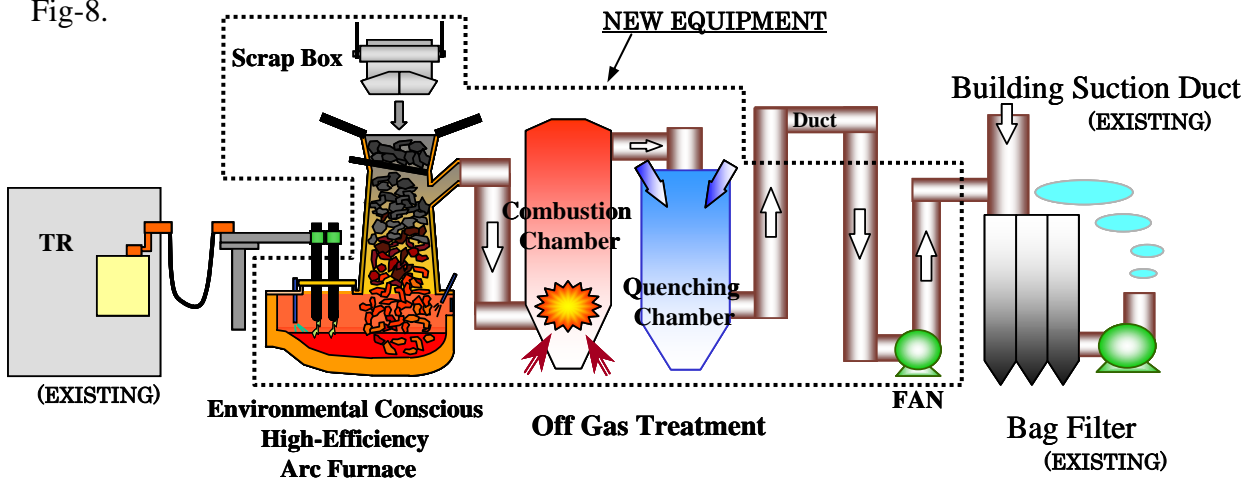 Fig-8.
NEW EQUIPMENT
Scrap Box
Building Suction Duct
(EXISTING)
Duct
TR
Combustion
Chamber
Quenching
Chamber
(EXISTING)
FAN
Environmental Conscious
High-Efficiency
Arc Furnace
Off Gas Treatment
Bag Filter
(EXISTING)